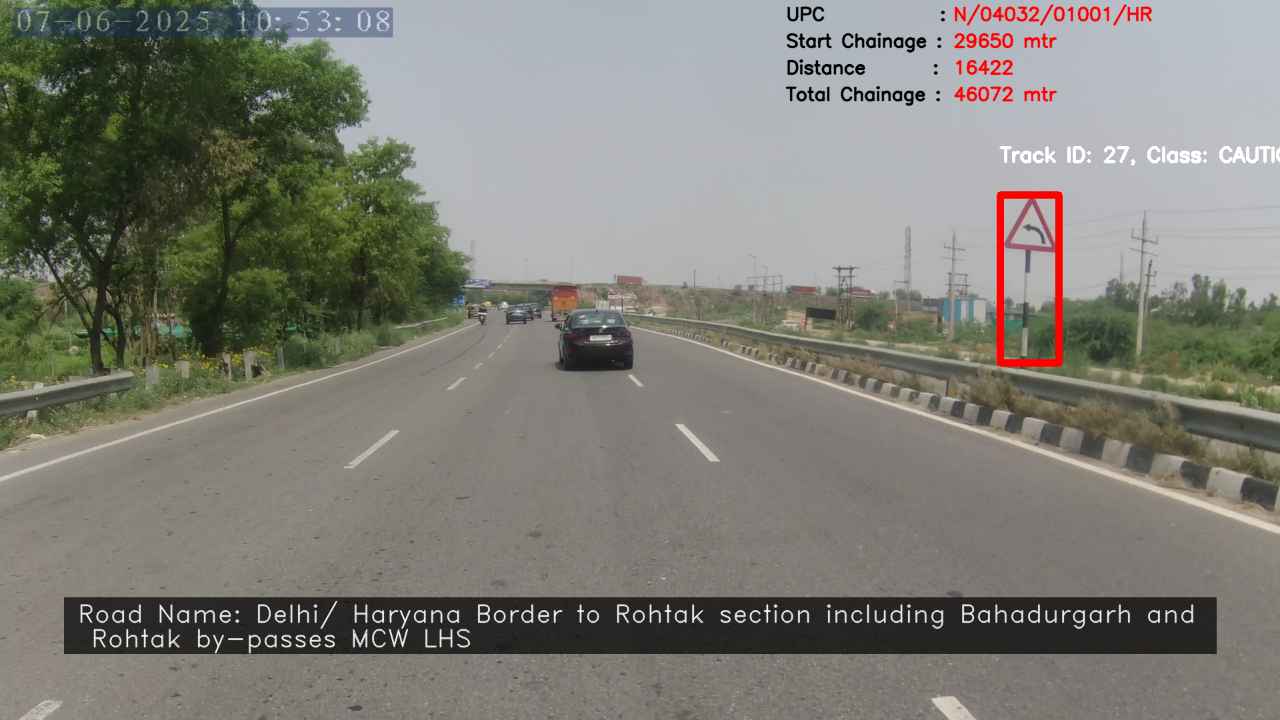 07-06-2025 10:53:08
UPC : N/04032/01001/HR
Start Chainage : 29650 mtr
Distance : 16422
Total Chainage : 46072 mtr
Track ID: 27, Class: CAUTIO
Road Name: Delhi/ Haryana Border to Rohtak section including Bahadurgarh and
Rohtak by-passes MCW LHS